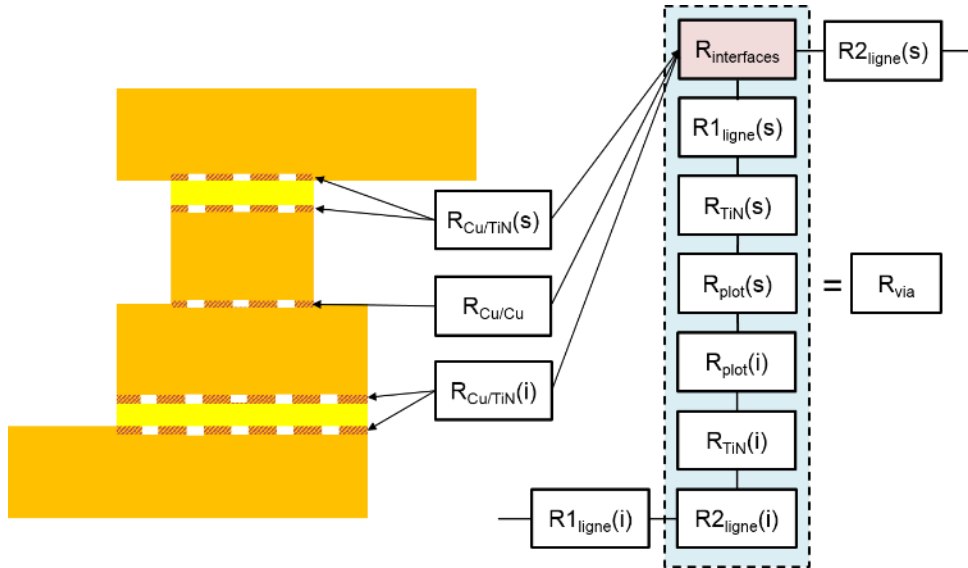 R_interfaces
R2_ligne(s)
R1_ligne(s)
R_Cu/TiN(s)
R_TiN(s)
R_Cu/Cu
R_plot(s)
=
R_via
R_Cu/TiN(i)
R_plot(i)
R_TiN(i)
R1_ligne(i)
R2_ligne(i)